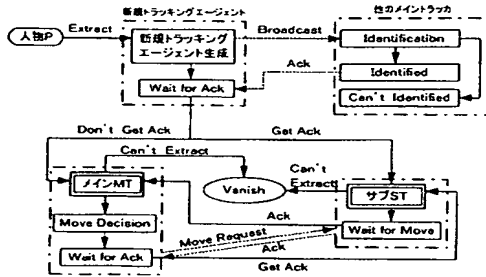 新規トラッキングエージェント
他のメイントラッカ
人物P
Extract
新規トラッキング
エージェント生成
Broadcast
Identification
Ack
Identified
Wait for Ack
Can't Identified
Don't Get Ack
Get Ack
Can't Extract
Can't
Extract
メインMT
Vanish
サブST
Ack
Move Decision
Move Request
Wait for Move
Ack
Wait for Ack
Get Ack